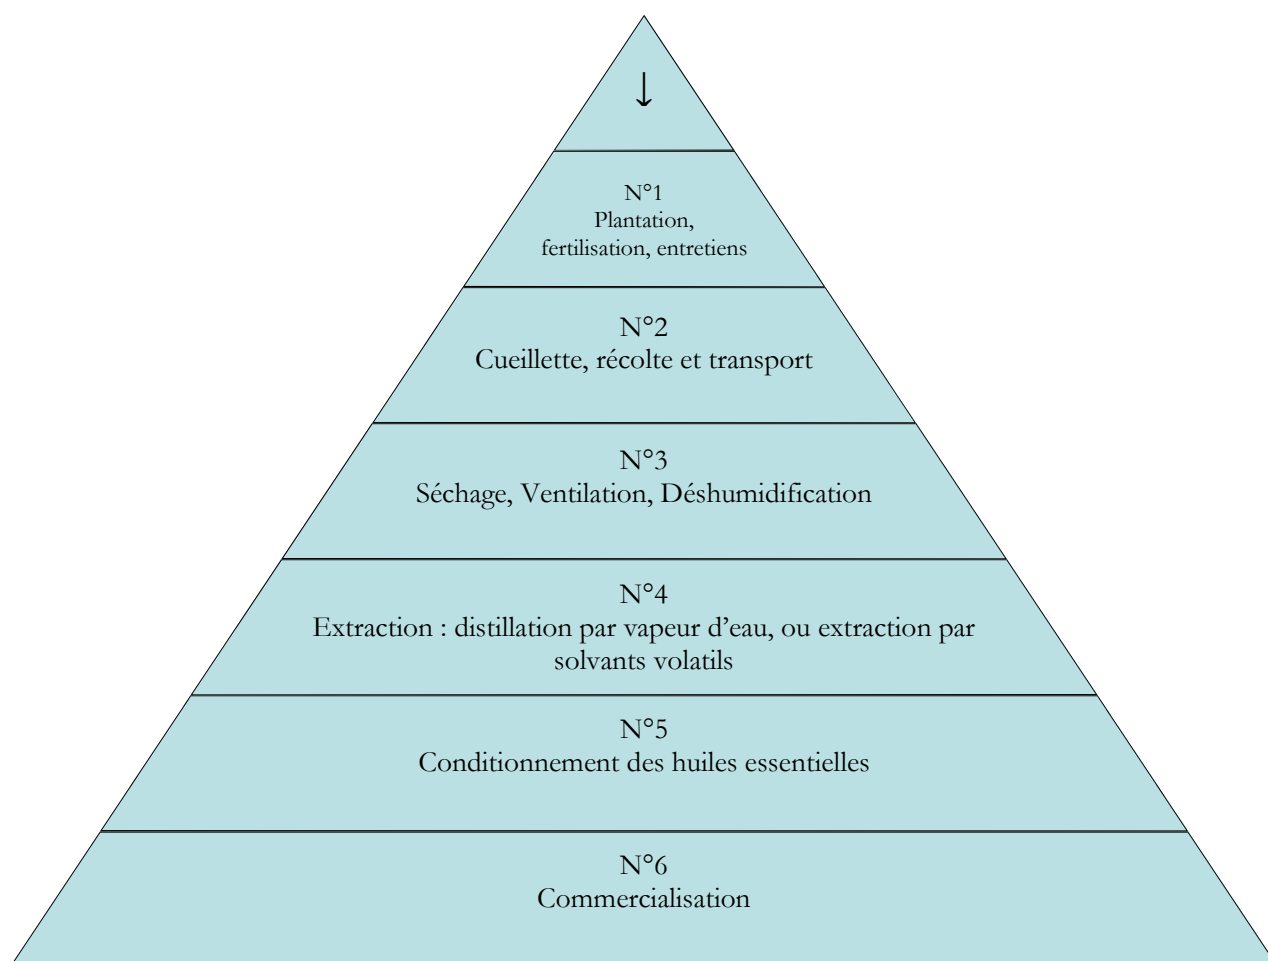 ↓
N°1
Plantation,
fertilisation, entretiens
N°2
Cueillette, récolte et transport
N°3
Séchage, Ventilation, Déshumidification
N°4
Extraction : distillation par vapeur d’eau, ou extraction par
solvants volatils
N°5
Conditionnement des huiles essentielles
N°6
Commercialisation